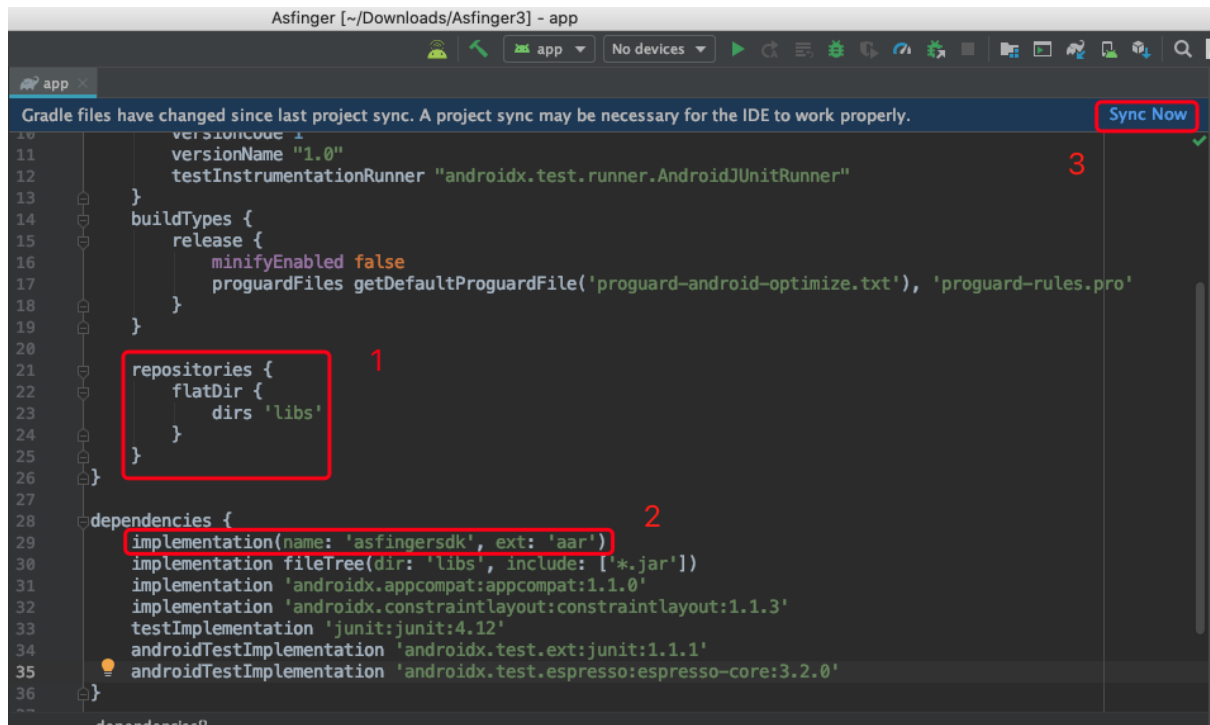 Asfinger [~/Downloads/Asfinger3] - app
app No devices
app
Gradle files have changed since last project sync. A project sync may be necessary for the IDE to work properly. Sync Now
10 versionCode 1
11 versionName "1.0"
3
12 testInstrumentationRunner "androidx.test.runner.AndroidJUnitRunner"
13 }
14 buildTypes {
15 release {
16 minifyEnabled false
17 proguardFiles getDefaultProguardFile('proguard-android-optimize.txt'), 'proguard-rules.pro'
18 }
19 }
20
1
21 repositories {
22 flatDir {
23 dirs 'libs'
24 }
25 }
26 }
27
28 dependencies {
2
29 implementation(name: 'asfingersdk', ext: 'aar')
30 implementation fileTree(dir: 'libs', include: ['*.jar'])
31 implementation 'androidx.appcompat:appcompat:1.1.0'
32 implementation 'androidx.constraintlayout:constraintlayout:1.1.3'
33 testImplementation 'junit:junit:4.12'
34 androidTestImplementation 'androidx.test.ext:junit:1.1.1'
35 androidTestImplementation 'androidx.test.espresso:espresso-core:3.2.0'
36 }
dependencies{}